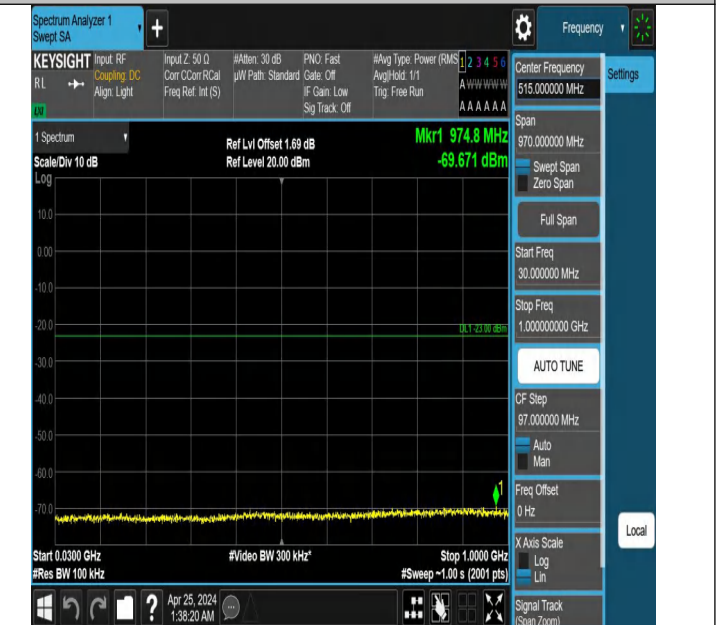 Spectrum Analyzer 1
Swept SA
Frequency
KEYSIGHT
RL
Input: RF
Coupling: DC
Align: Light
Input Z: 50 Ω
Corr CCorr RCal
Freq Ref: Int (S)
#Atten: 30 dB
µW Path: Standard
PNO: Fast
Gate: Off
IF Gain: Low
Sig Track: Off
#Avg Type: Power (RMS
Avg|Hold: 1/1
Trig: Free Run
1 2 3 4 5 6
A W W W W W
A A A A A A
1 Spectrum
Scale/Div 10 dB
Log
Ref Lvl Offset 1.69 dB
Ref Level 20.00 dBm
Mkr1 974.8 MHz
-69.671 dBm
10.0
0.00
-10.0
-20.0
-30.0
-40.0
-50.0
-60.0
-70.0
DL1 -23.00 dBm
1
Start 0.0300 GHz
#Res BW 100 kHz
#Video BW 300 kHz*
Stop 1.0000 GHz
#Sweep ~1.00 s (2001 pts)
Center Frequency
515.000000 MHz
Settings
Span
970.000000 MHz
Swept Span
Zero Span
Full Span
Start Freq
30.000000 MHz
Stop Freq
1.000000000 GHz
AUTO TUNE
CF Step
97.000000 MHz
Auto
Man
Freq Offset
0 Hz
X Axis Scale
Log
Lin
Local
Signal Track
(Span Zoom)
?
Apr 25, 2024
1:38:20 AM